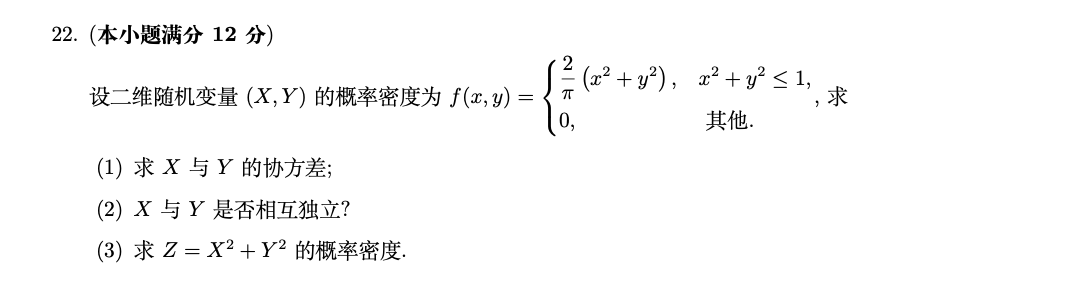 22. (本小题满分 12 分)
设二维随机变量 (X, Y) 的概率密度为 f(x, y) = { 2/π (x² + y²), x² + y² ≤ 1, 0, 其他. , 求
(1) 求 X 与 Y 的协方差;
(2) X 与 Y 是否相互独立?
(3) 求 Z = X² + Y² 的概率密度.